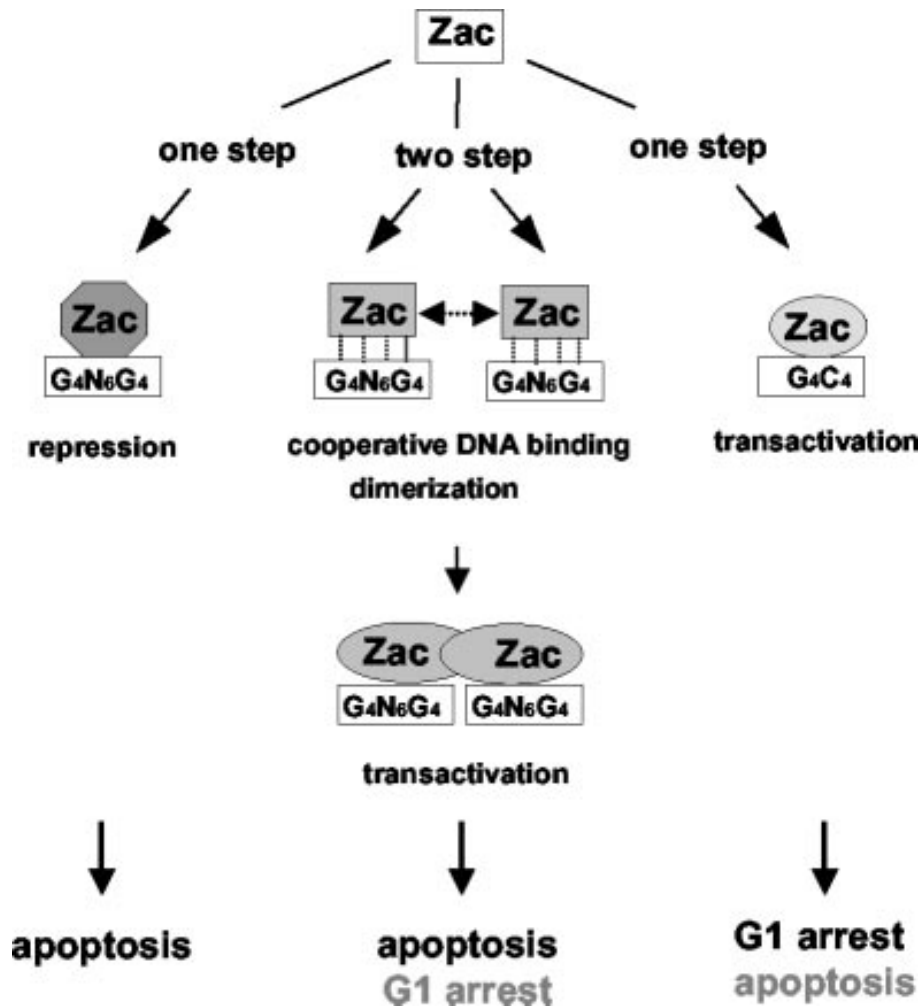 Zac
one step
two step
one step
Zac
G₄N₆G₄
repression
Zac
G₄N₆G₄
Zac
G₄N₆G₄
cooperative DNA binding
dimerization
Zac
G₄C₄
transactivation
Zac
Zac
G₄N₆G₄
G₄N₆G₄
transactivation
apoptosis
apoptosis
G1 arrest
G1 arrest
apoptosis